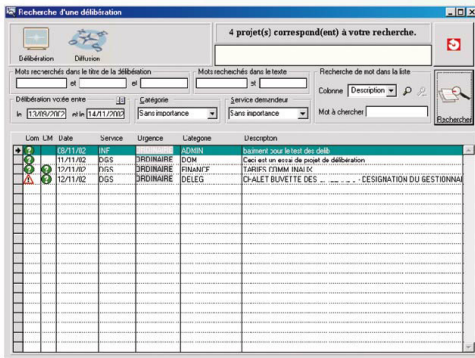 Recherche d'une délibération
4 projet(s) correspond(ent) à votre recherche.
Délibération Diffusion
Mots recherchés dans le titre de la délibération
et
Mots recherchés dans le texte
et
Recherche de mot dans la liste
Colonne Description
Mot à chercher
Rechercher
Délibération votée entre
le 13/09/2002 et le 14/11/2002
Catégorie
Sans importance
Service demandeur
Sans importance
Com CM Date Service Urgence Catégorie Description
08/11/02 INF ORDINAIRE ADMIN batiment pour le test des delib
11/11/02 DGS ORDINAIRE DOM Ceci est un essai de projet de délibération
12/11/02 DGS ORDINAIRE FINANCE TARIFS COMMUNAUX
12/11/02 DGS ORDINAIRE DELEG CHALET BUVETTE DES - DESIGNATION DU GESTIONNAI